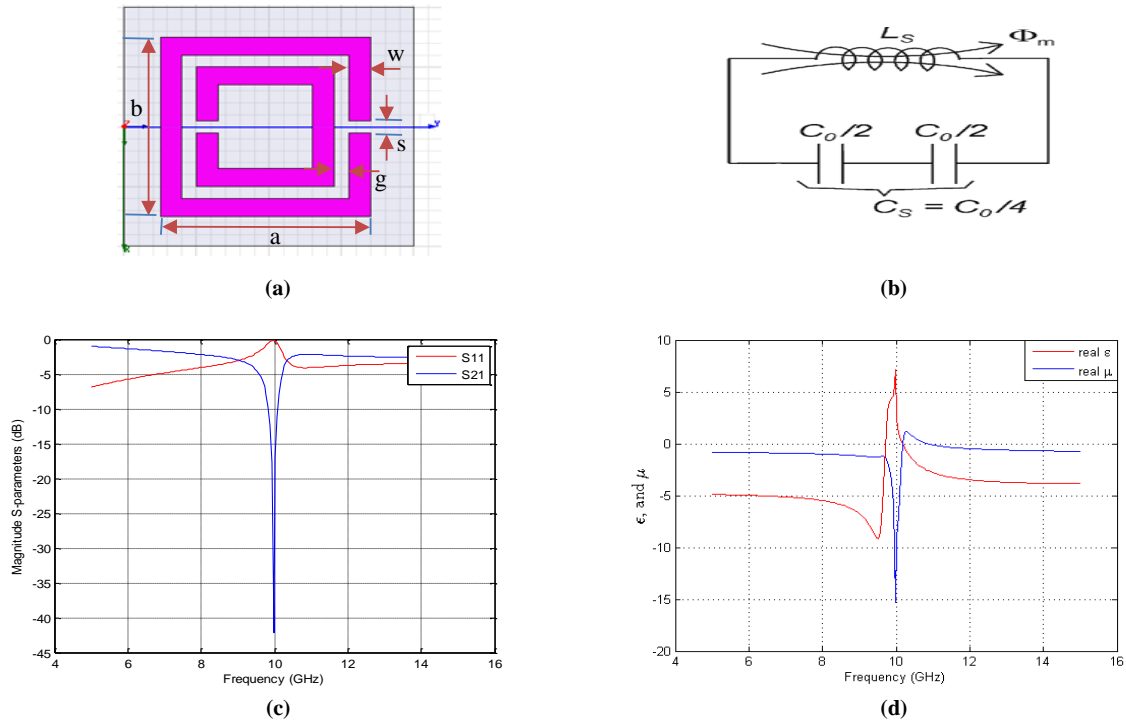 w
b
s
g
a
(a)
L_S
Φ_m
C_o/2 C_o/2
C_S = C_o/4
(b)
0
-5
-10
-15
-20
-25
-30
-35
-40
-45
4 6 8 10 12 14 16
Magnitude S-parameters (dB)
Frequency (GHz)
S11
S21
(c)
10
5
0
-5
-10
-15
-20
4 6 8 10 12 14 16
ϵ, and μ
Frequency (GHz)
real ε
real μ
(d)